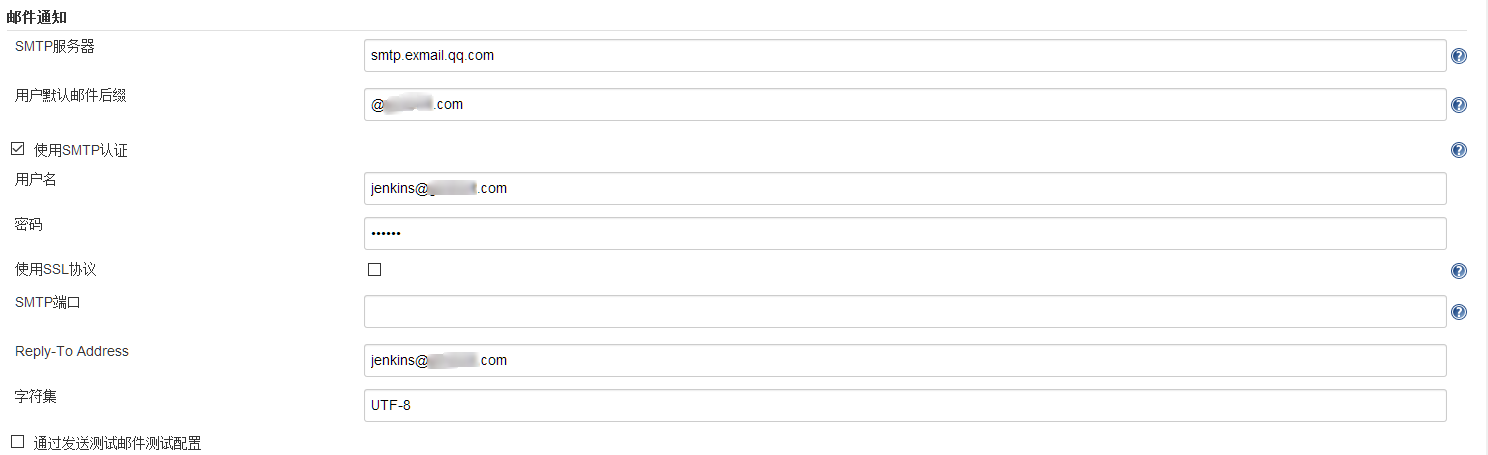 邮件通知
SMTP服务器
smtp.exmail.qq.com
用户默认邮件后缀
@ .com
使用SMTP认证
用户名
jenkins@ .com
密码
••••••
使用SSL协议
SMTP端口
Reply-To Address
jenkins@ .com
字符集
UTF-8
通过发送测试邮件测试配置